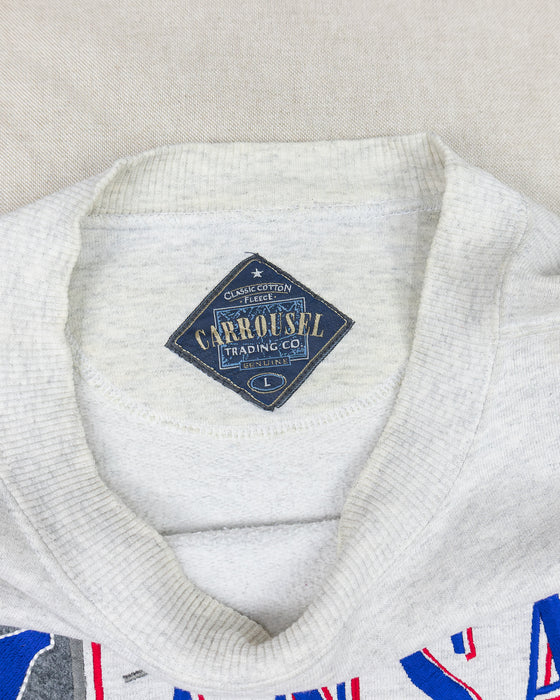 CLASSIC COTTON
FLEECE
CARROUSEL
TRADING CO.
GENUINE
L